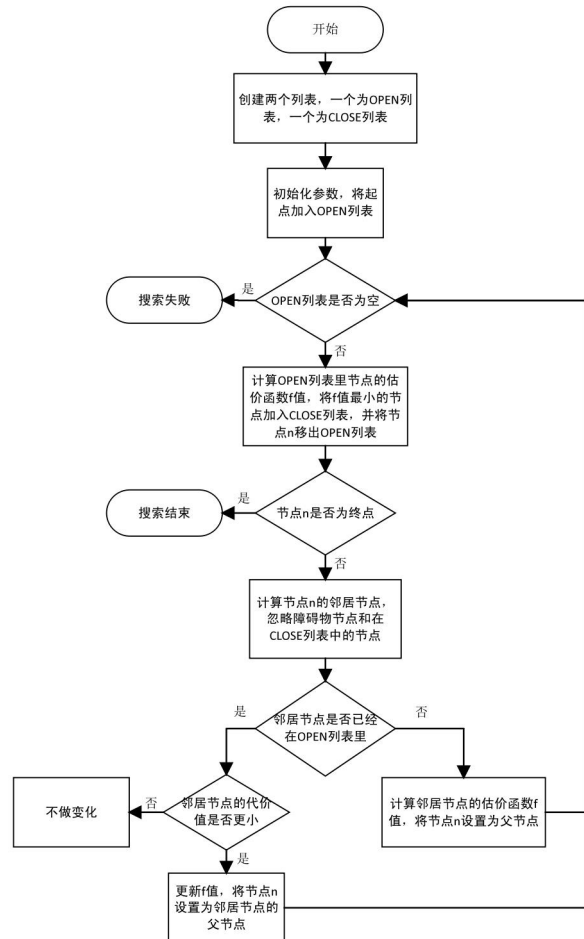 开始
创建两个列表，一个为OPEN列
表，一个为CLOSE列表
初始化参数，将起
点加入OPEN列表
是
搜索失败
OPEN列表是否为空
否
计算OPEN列表里节点的估
价函数f值，将f值最小的节
点加入CLOSE列表，并将节
点n移出OPEN列表
是
搜索结束
节点n是否为终点
否
计算节点n的邻居节点，
忽略障碍物节点和在
CLOSE列表中的节点
是
邻居节点是否已经
在OPEN列表里
否
不做变化
否
邻居节点的代价
值是否更小
计算邻居节点的估价函数f
值，将节点n设置为父节点
是
更新f值，将节点n
设置为邻居节点的
父节点